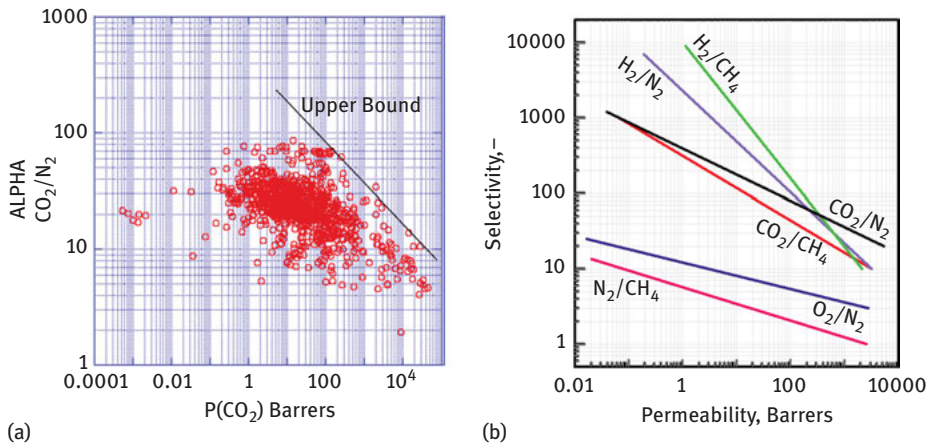 1000
100
10
1
ALPHA
CO₂/N₂
Upper Bound
0.0001 0.01 1 100 10⁴
P(CO₂) Barrers
(a)
10000
1000
100
10
1
Selectivity,–
H₂/CH₄
H₂/N₂
CO₂/N₂
CO₂/CH₄
N₂/CH₄
O₂/N₂
0.01 1 100 10000
Permeability, Barrers
(b)